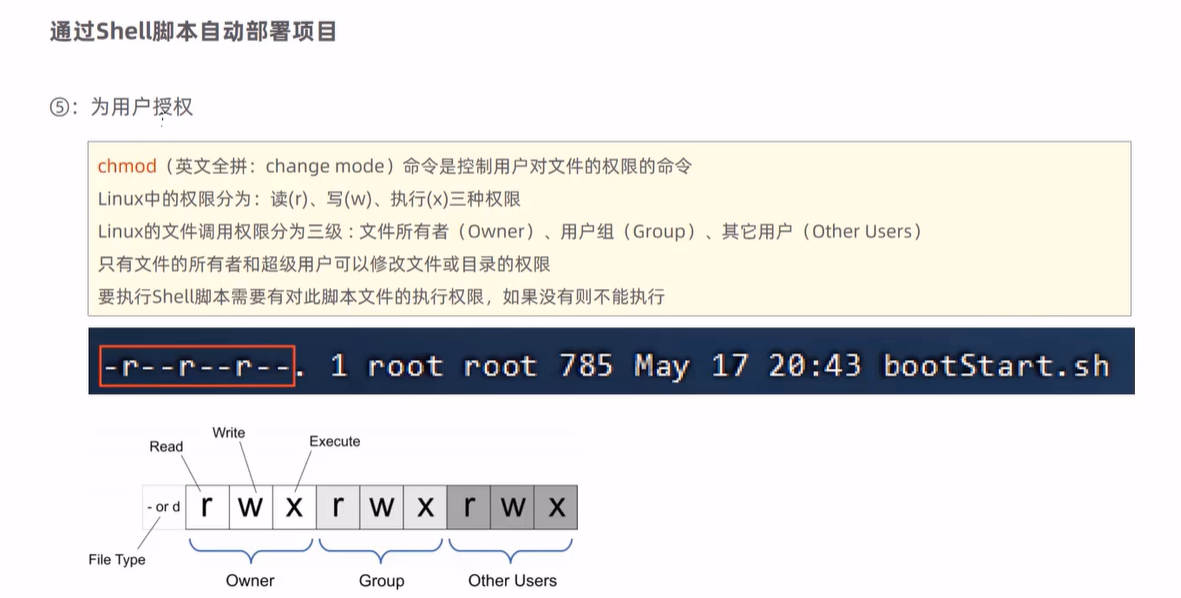 通过Shell脚本自动部署项目
⑤：为用户授权
chmod（英文全拼：change mode）命令是控制用户对文件的权限的命令
Linux中的权限分为：读(r)、写(w)、执行(x)三种权限
Linux的文件调用权限分为三级 : 文件所有者（Owner）、用户组（Group）、其它用户（Other Users）
只有文件的所有者和超级用户可以修改文件或目录的权限
要执行Shell脚本需要有对此脚本文件的执行权限，如果没有则不能执行
-r--r--r--. 1 root root 785 May 17 20:43 bootStart.sh
Read Write Execute
- or d r w x r w x r w x
File Type
Owner Group Other Users